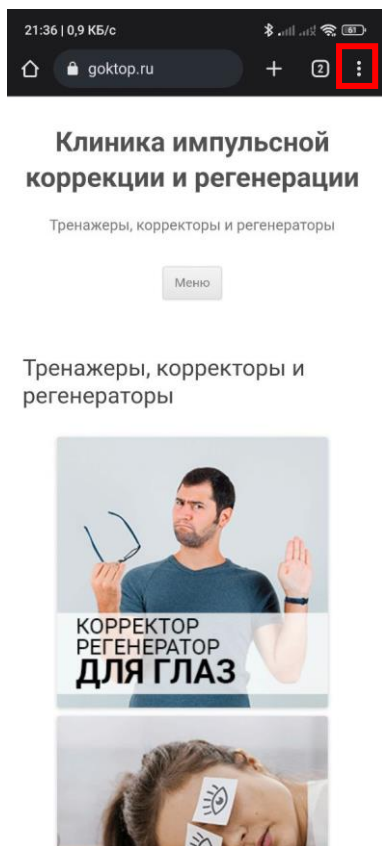 21:36 | 0,9 КБ/с
61
goktop.ru
2
Клиника импульсной
коррекции и регенерации
Тренажеры, корректоры и регенераторы
Меню
Тренажеры, корректоры и
регенераторы
КОРРЕКТОР
РЕГЕНЕРАТОР
ДЛЯ ГЛАЗ